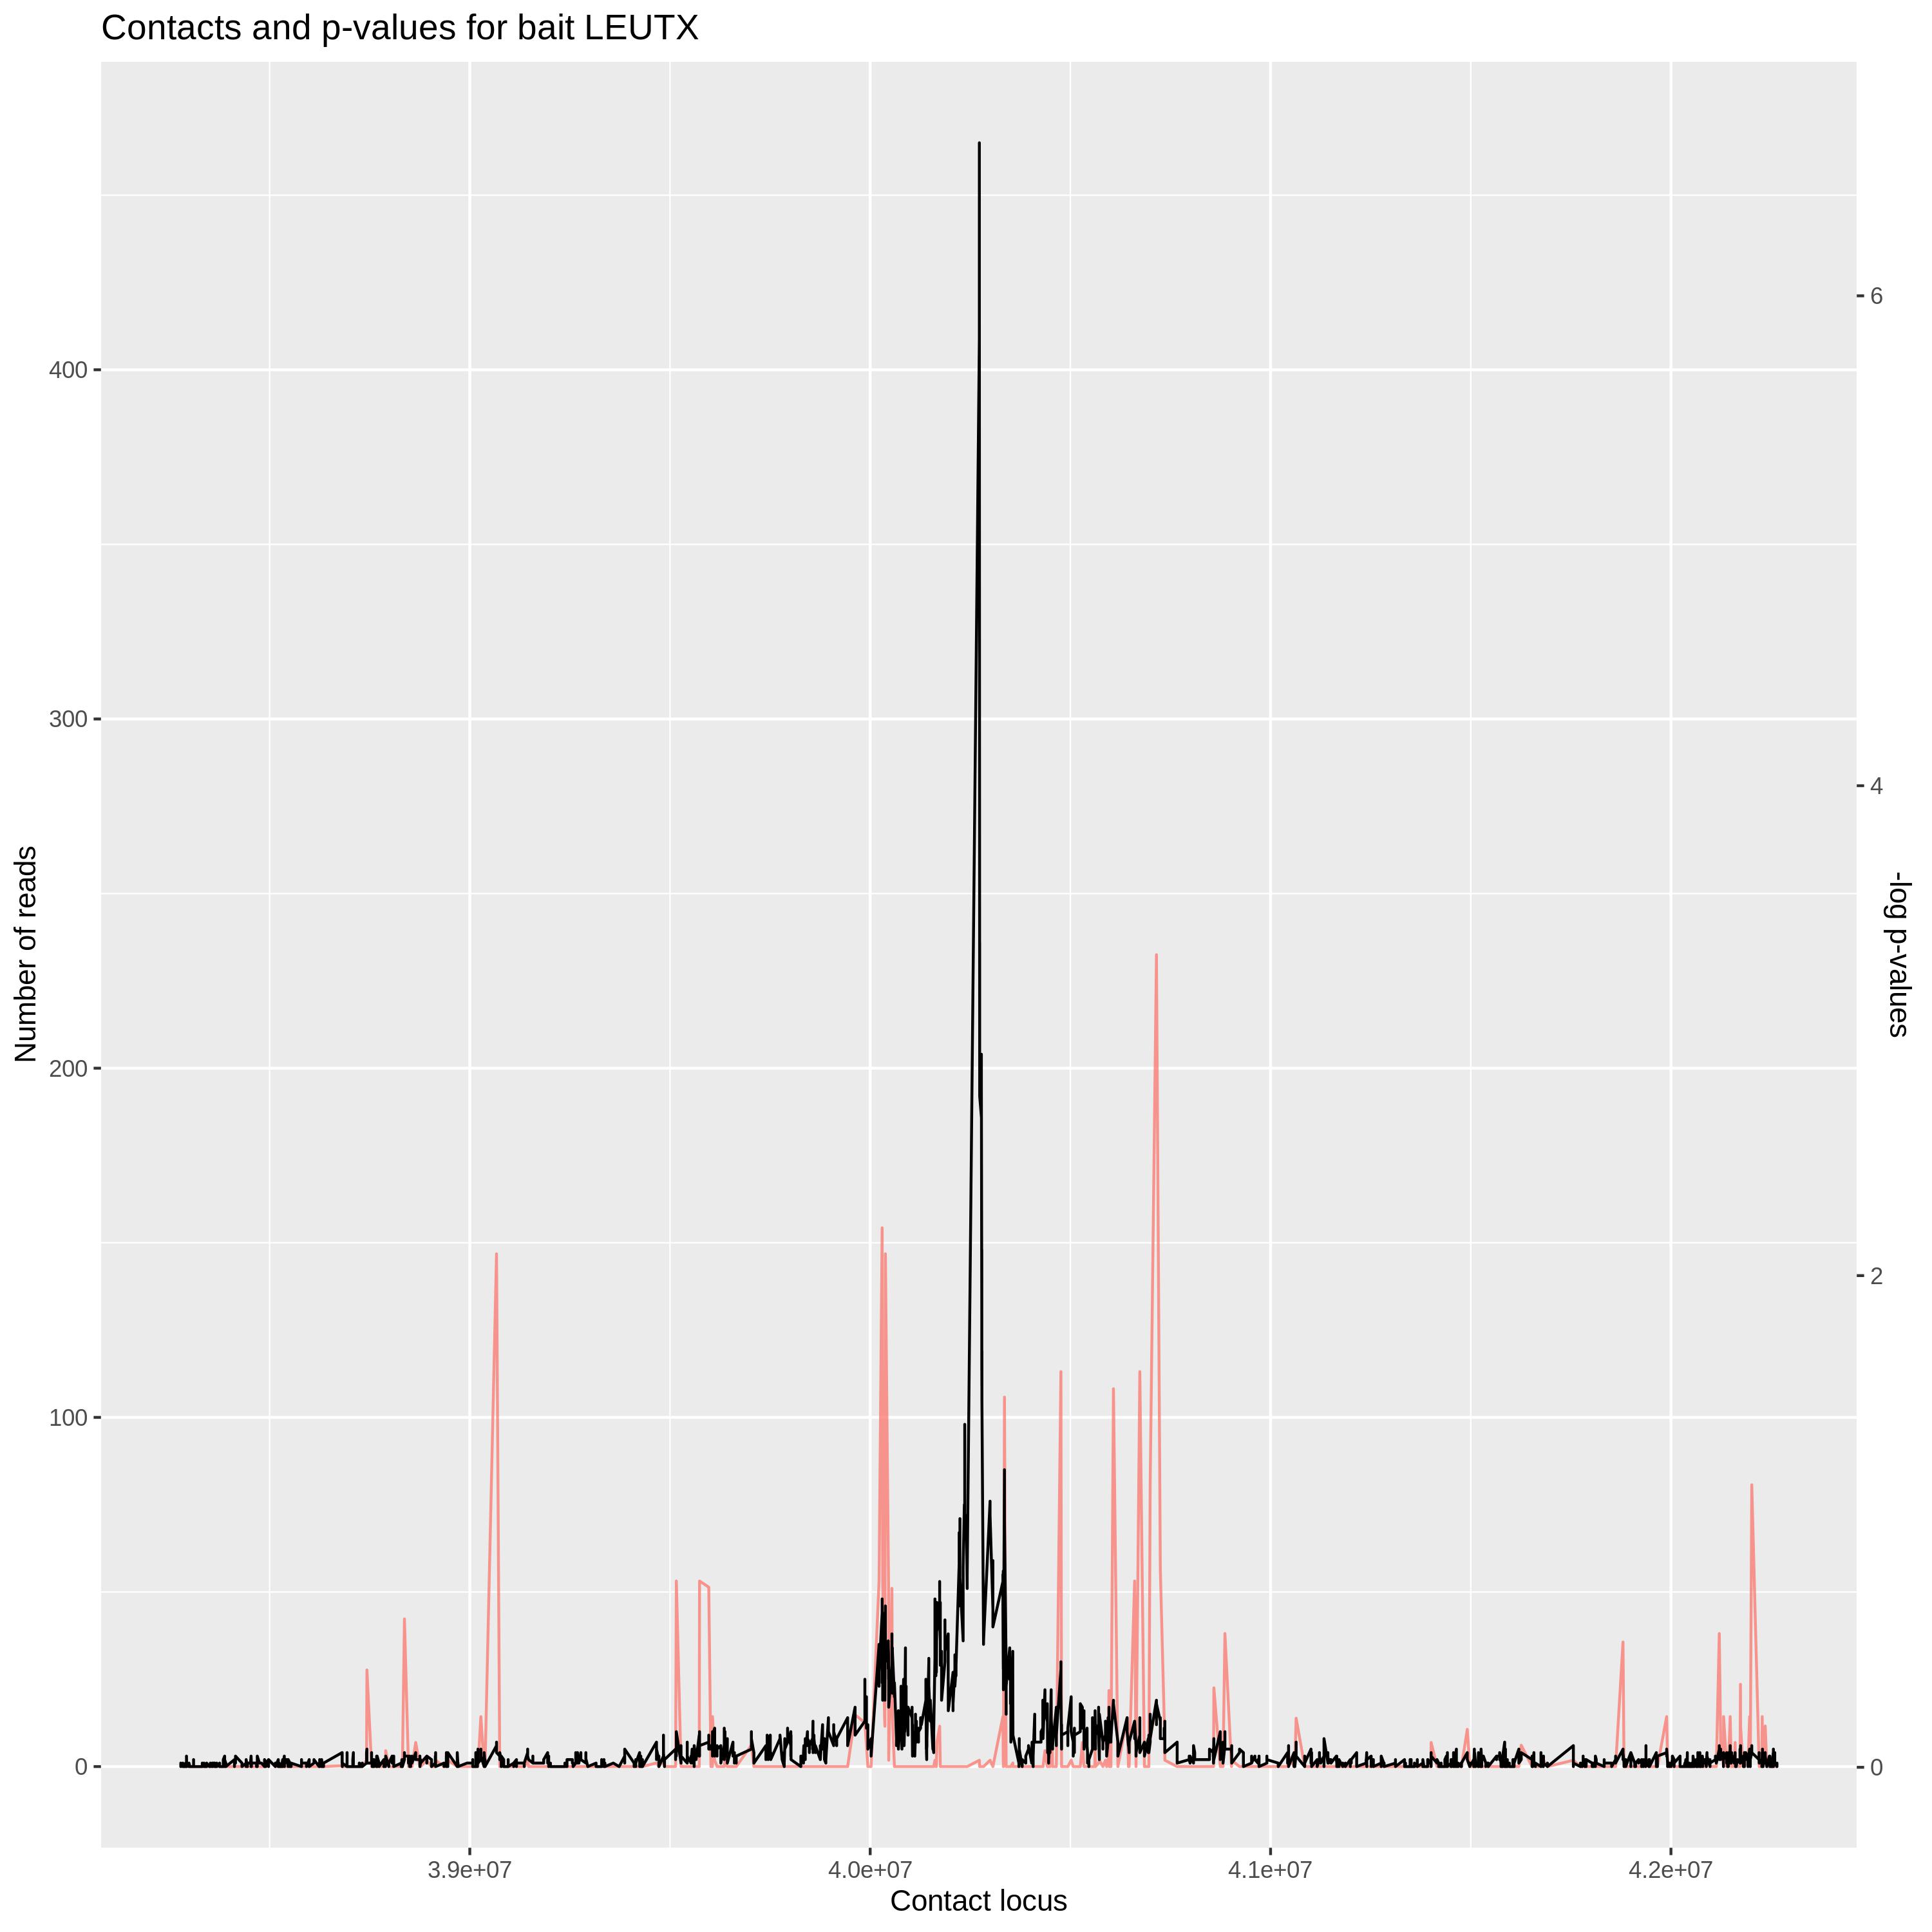 Contacts and p-values for bait LEUTX
Number of reads
400
300
200
100
0
6
4
2
0
-log p-values
3.9e+07
4.0e+07
4.1e+07
4.2e+07
Contact locus